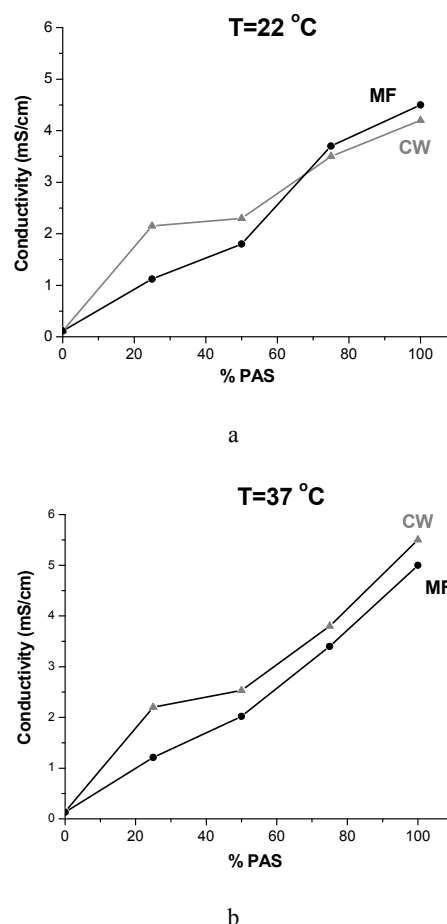 T=22 °C
6
5
4
3
2
1
0
Conductivity (mS/cm)
MF
CW
0 20 40 60 80 100
% PAS
a
T=37 °C
6
5
4
3
2
1
0
Conductivity (mS/cm)
CW
MF
0 20 40 60 80 100
% PAS
b